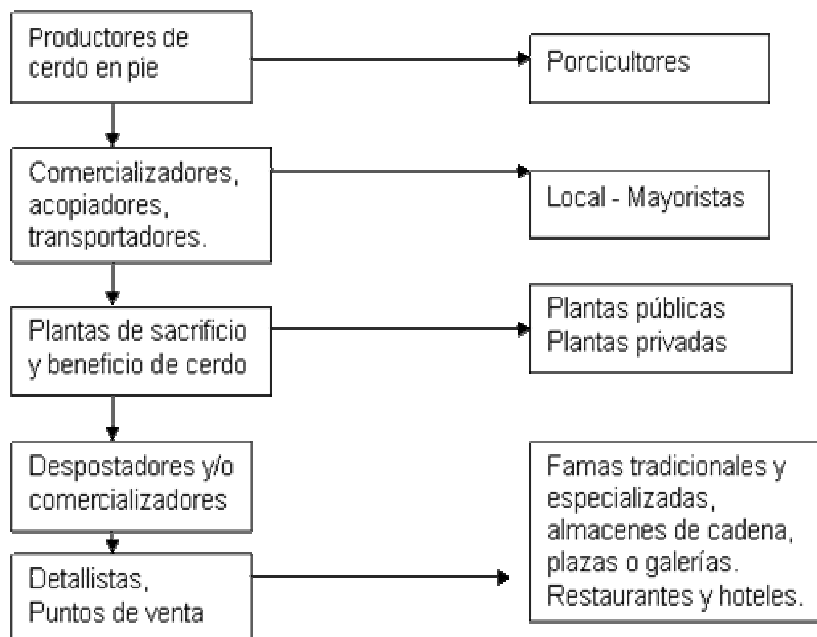 Productores de
cerdo en pie
Porcicultores
Comercializadores,
acopiadores,
transportadores.
Local - Mayoristas
Plantas de sacrificio
y beneficio de cerdo
Plantas públicas
Plantas privadas
Despostadores y/o
comercializadores
Famas tradicionales y
especializadas,
almacenes de cadena,
plazas o galerías.
Restaurantes y hoteles.
Detallistas,
Puntos de venta